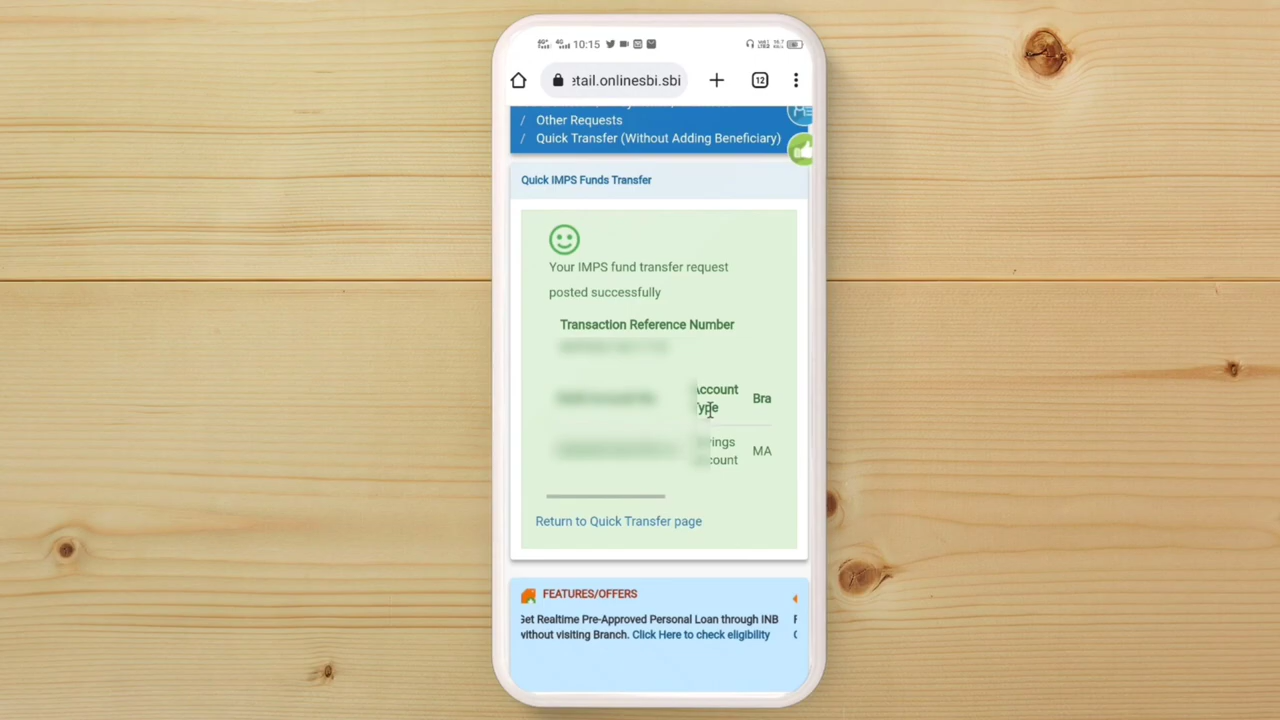 10:15
etail.onlinesbi.sbi
12
/ Other Requests
/ Quick Transfer (Without Adding Beneficiary)
Quick IMPS Funds Transfer
Your IMPS fund transfer request
posted successfully
Transaction Reference Number
Account
Type
Bra
MA
Return to Quick Transfer page
FEATURES/OFFERS
Get Realtime Pre-Approved Personal Loan through INB
without visiting Branch. Click Here to check eligibility